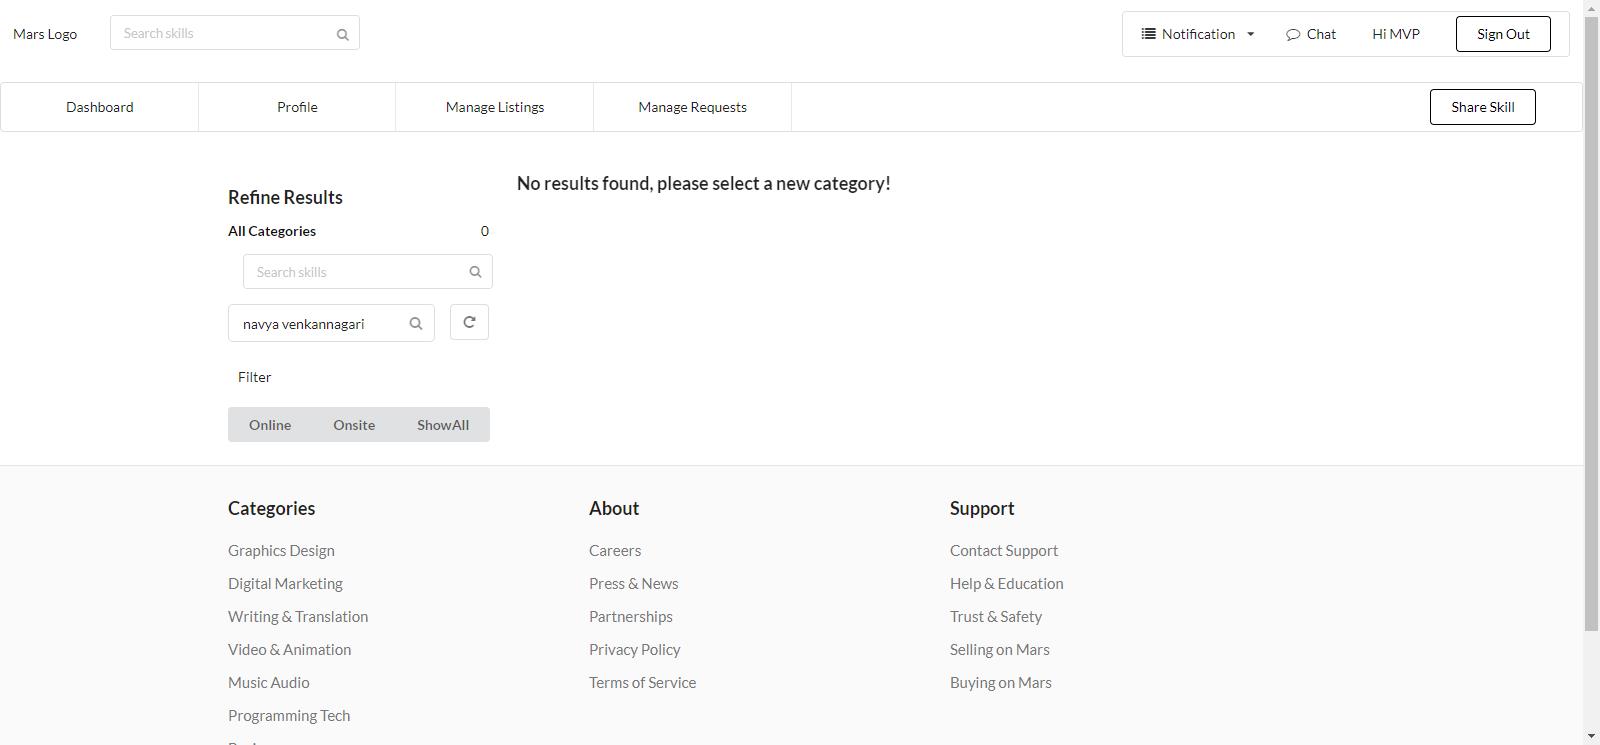 Mars Logo
Search skills
Notification
Chat
Hi MVP
Sign Out
Dashboard
Profile
Manage Listings
Manage Requests
Share Skill
Refine Results
All Categories 0
Search skills
navya venkannagari
Filter
Online Onsite ShowAll
No results found, please select a new category!
Categories
Graphics Design
Digital Marketing
Writing & Translation
Video & Animation
Music Audio
Programming Tech
About
Careers
Press & News
Partnerships
Privacy Policy
Terms of Service
Support
Contact Support
Help & Education
Trust & Safety
Selling on Mars
Buying on Mars